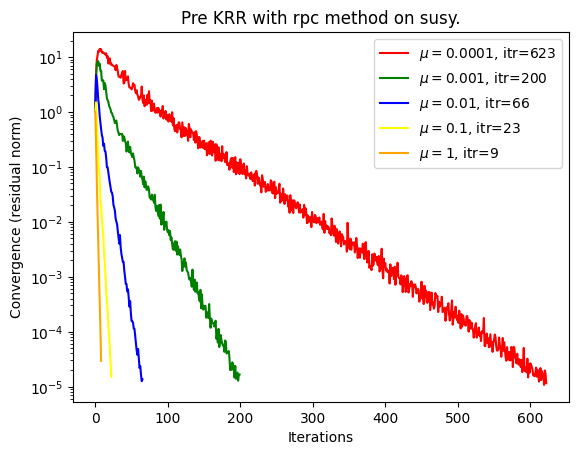 Pre KRR with rpc method on susy.
Convergence (residual norm)
10¹
10⁰
10⁻¹
10⁻²
10⁻³
10⁻⁴
10⁻⁵
μ = 0.0001, itr=623
μ = 0.001, itr=200
μ = 0.01, itr=66
μ = 0.1, itr=23
μ = 1, itr=9
0 100 200 300 400 500 600
Iterations